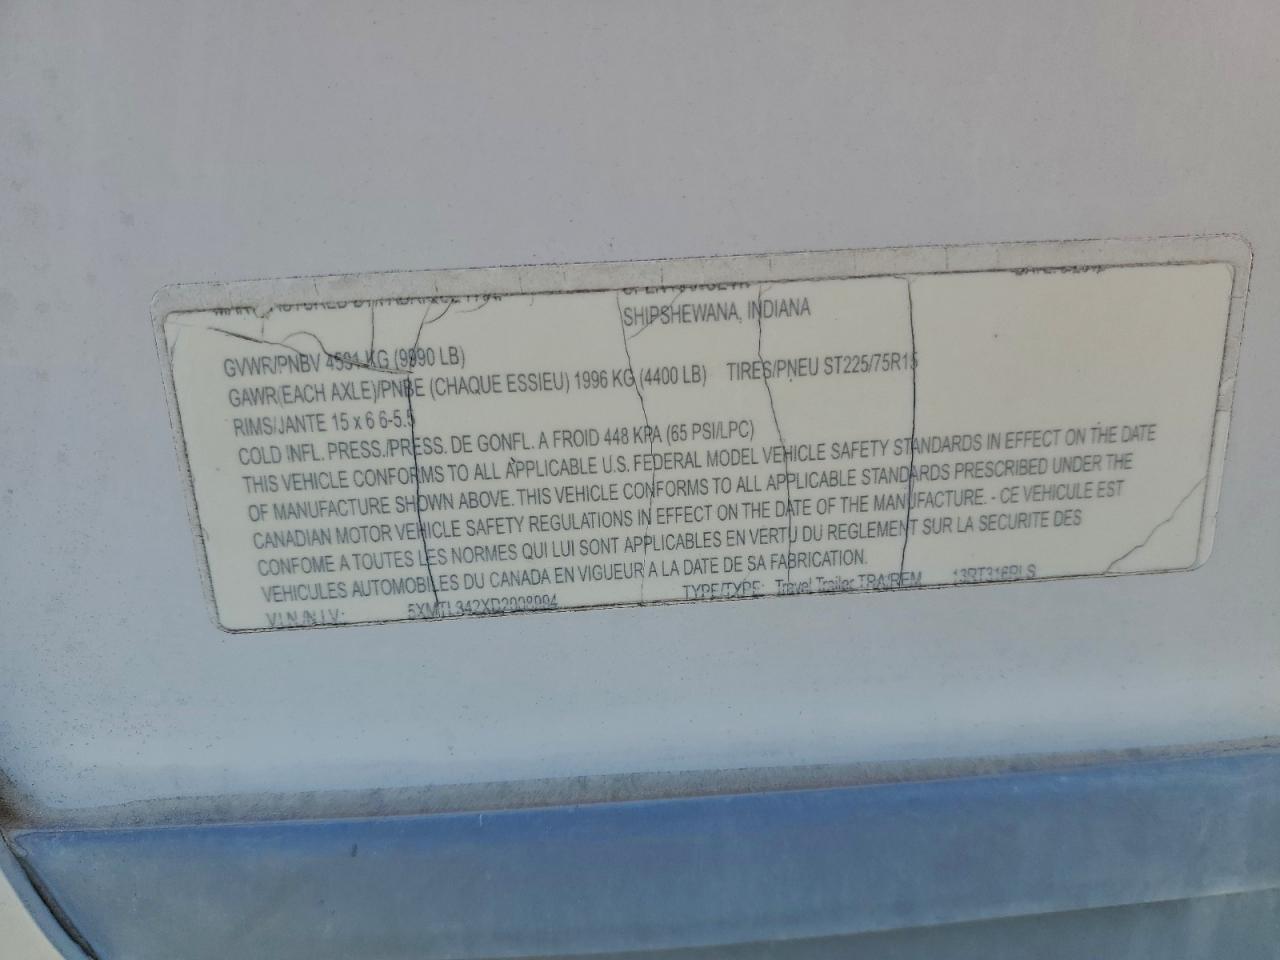 MANUFACTURED BY
SHIPSHEWANA, INDIANA
GVWR/PNBV 4531 KG (9990 LB)
GAWR(EACH AXLE)/PNBE (CHAQUE ESSIEU) 1996 KG (4400 LB) TIRES/PNEU ST225/75R15
RIMS/JANTE 15 x 6 6-5.5
COLD INFL. PRESS./PRESS. DE GONFL. A FROID 448 KPA (65 PSI/LPC)
THIS VEHICLE CONFORMS TO ALL APPLICABLE U.S. FEDERAL MODEL VEHICLE SAFETY STANDARDS IN EFFECT ON THE DATE
OF MANUFACTURE SHOWN ABOVE. THIS VEHICLE CONFORMS TO ALL APPLICABLE STANDARDS PRESCRIBED UNDER THE
CANADIAN MOTOR VEHICLE SAFETY REGULATIONS IN EFFECT ON THE DATE OF THE MANUFACTURE. - CE VEHICULE EST
CONFOME A TOUTES LES NORMES QUI LUI SONT APPLICABLES EN VERTU DU REGLEMENT SUR LA SECURITE DES
VEHICULES AUTOMOBILES DU CANADA EN VIGUEUR A LA DATE DE SA FABRICATION.
V.I.N./N.I.V.: TYPE/TYPE: Travel Trailer TRA/REM